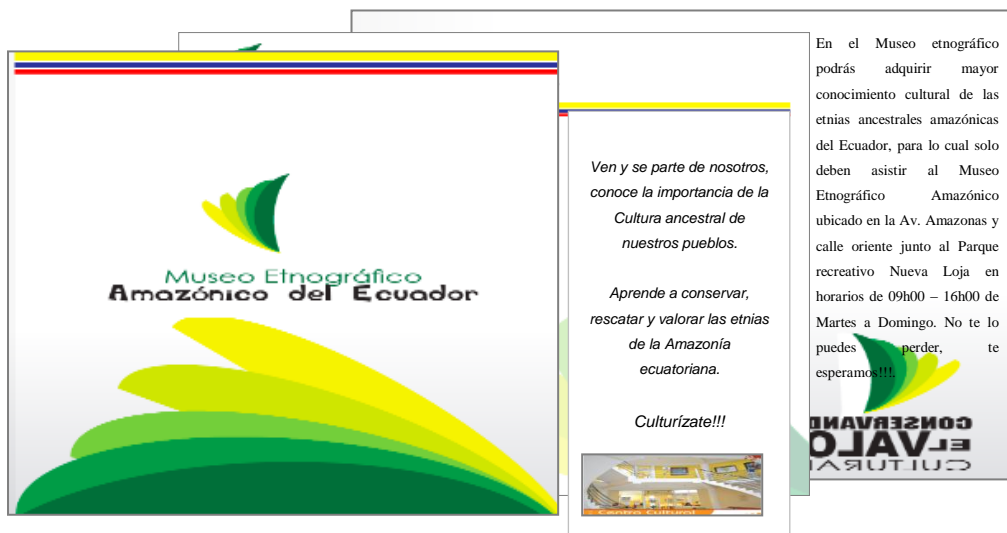 Museo Etnográfico
Amazónico del Ecuador
Ven y se parte de nosotros,
conoce la importancia de la
Cultura ancestral de
nuestros pueblos.
Aprende a conservar,
rescatar y valorar las etnias
de la Amazonía
ecuatoriana.
Culturízate!!!
Centro Cultural
En el Museo etnográfico
podrás adquirir mayor
conocimiento cultural de las
etnias ancestrales amazónicas
del Ecuador, para lo cual solo
deben asistir al Museo
Etnográfico Amazónico
ubicado en la Av. Amazonas y
calle oriente junto al Parque
recreativo Nueva Loja en
horarios de 09h00 – 16h00 de
Martes a Domingo. No te lo
puedes perder, te
esperamos!!!.
CONSERVAND
EL VALO
CULTURAL